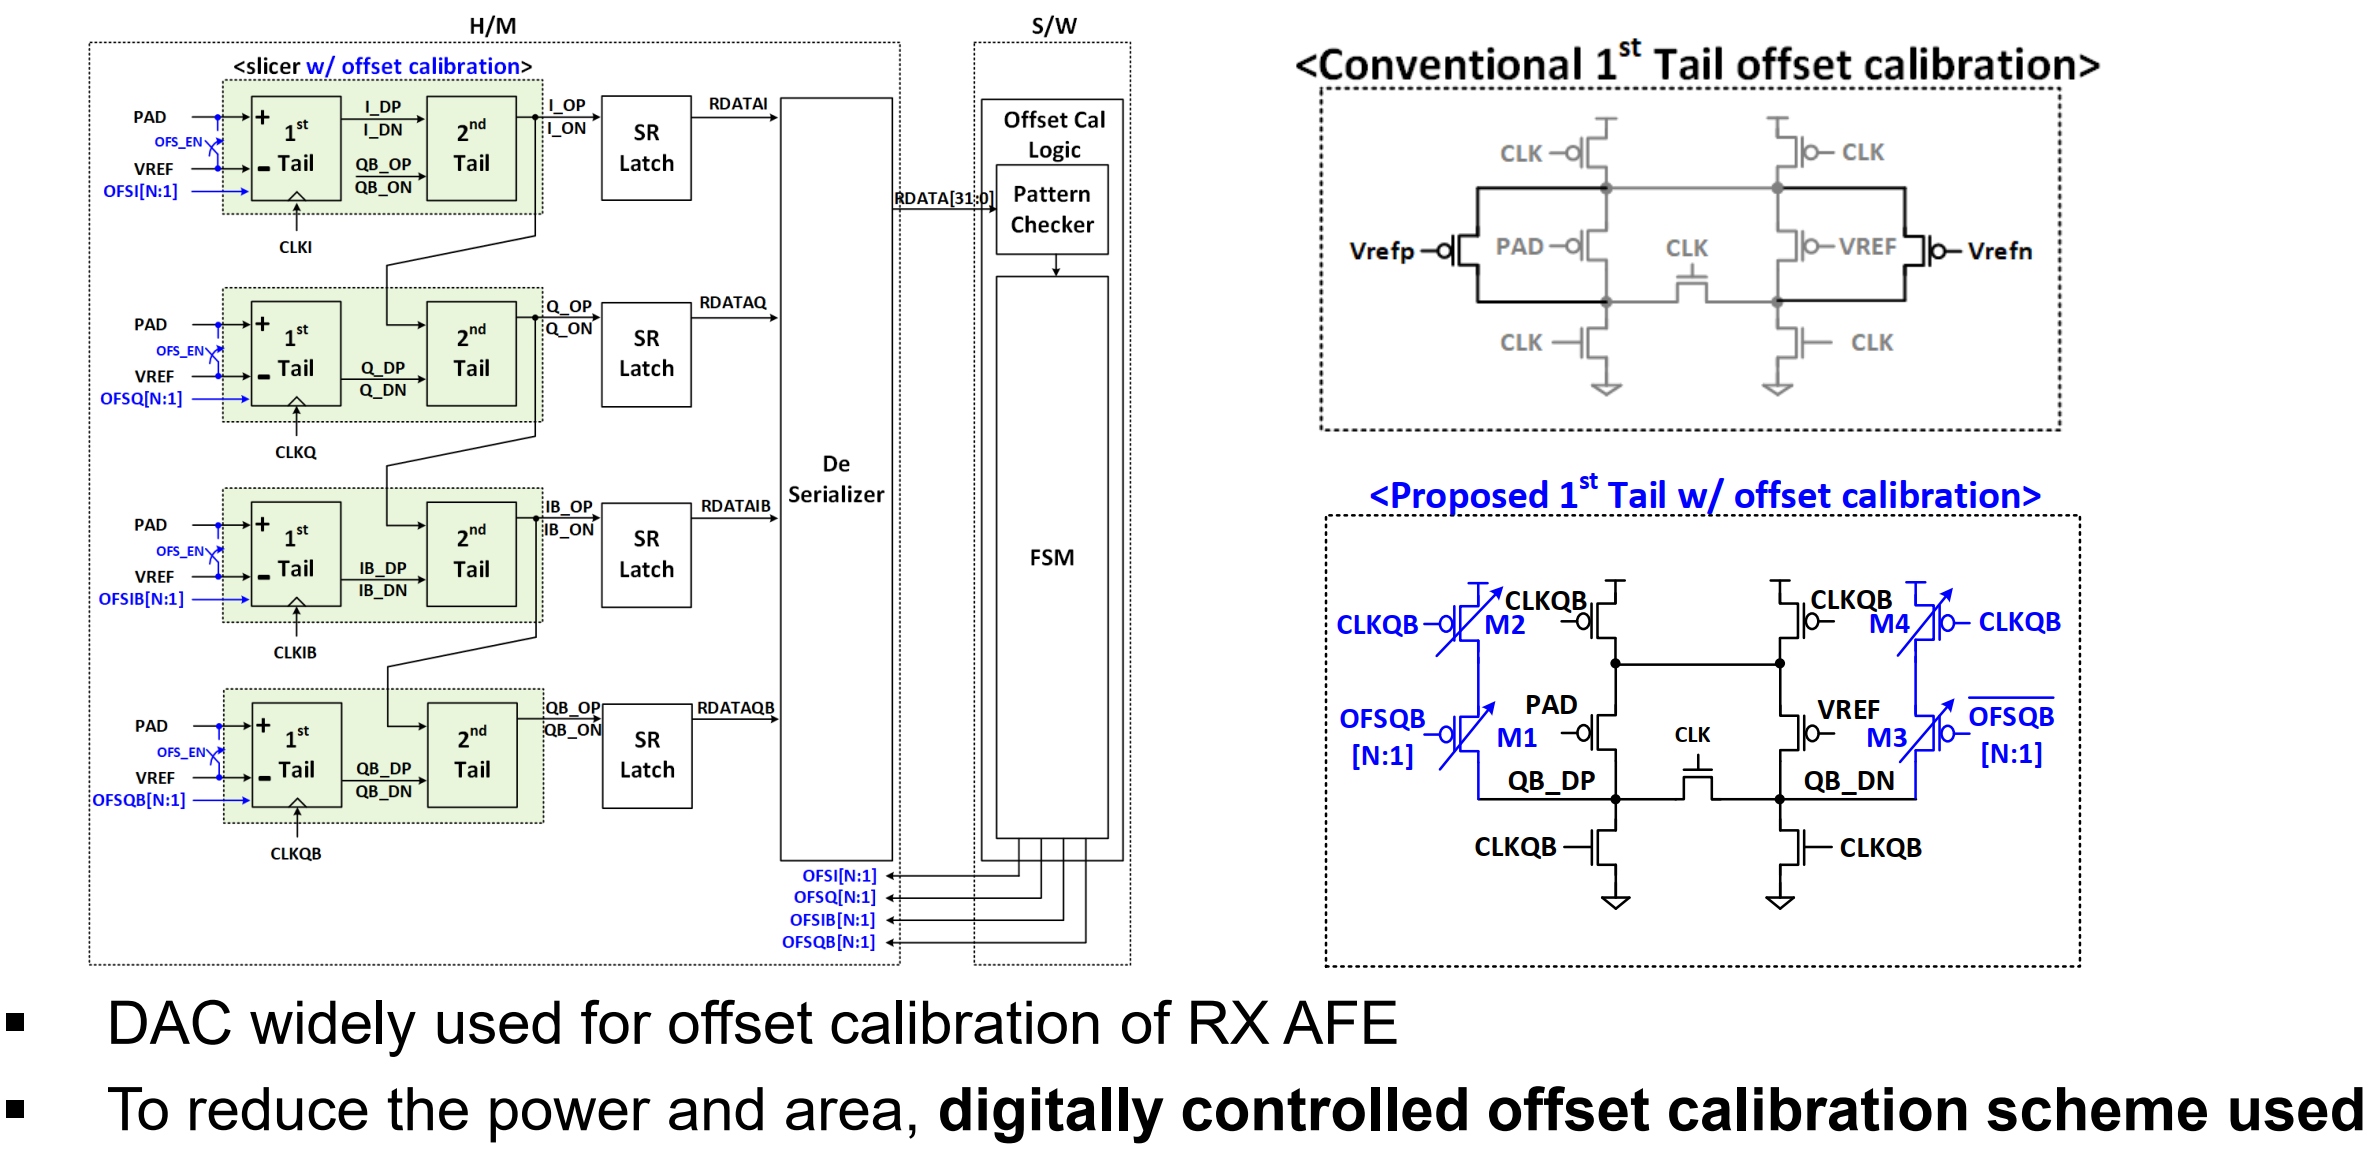 H/M
S/W
<slicer w/ offset calibration>
PAD
OFS_EN
VREF
OFSI[N:1]
+
-
1st
Tail
CLKI
I_DP
I_DN
QB_OP
QB_ON
2nd
Tail
I_OP
I_ON
SR
Latch
RDATAI
PAD
OFS_EN
VREF
OFSQ[N:1]
+
-
1st
Tail
CLKQ
Q_DP
Q_DN
2nd
Tail
Q_OP
Q_ON
SR
Latch
RDATAQ
PAD
OFS_EN
VREF
OFSIB[N:1]
+
-
1st
Tail
CLKIB
IB_DP
IB_DN
2nd
Tail
IB_OP
IB_ON
SR
Latch
RDATAIB
PAD
OFS_EN
VREF
OFSQB[N:1]
+
-
1st
Tail
CLKQB
QB_DP
QB_DN
2nd
Tail
QB_OP
QB_ON
SR
Latch
RDATAQB
De
Serializer
RDATA[31:0]
Offset Cal
Logic
Pattern
Checker
FSM
OFSI[N:1]
OFSQ[N:1]
OFSIB[N:1]
OFSQB[N:1]
<Conventional 1st Tail offset calibration>
CLK
CLK
Vrefp
PAD
CLK
VREF
Vrefn
CLK
CLK
<Proposed 1st Tail w/ offset calibration>
CLKQB
M2
CLKQB
CLKQB
M4
CLKQB
OFSQB
[N:1]
M1
PAD
CLK
VREF
M3
OFSQB
[N:1]
QB_DP
QB_DN
CLKQB
CLKQB
▪ DAC widely used for offset calibration of RX AFE
▪ To reduce the power and area, digitally controlled offset calibration scheme used